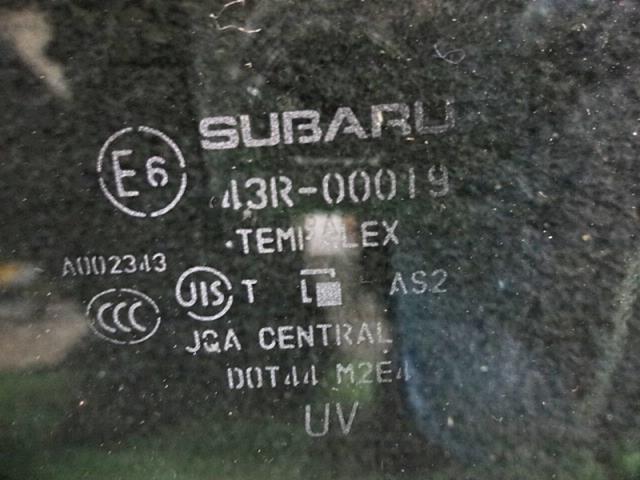 SUBARU
E6
43R-00019
TEMPALEX
A002343
JIS T AS2
CCC
JQA CENTRAL
DOT44 M2E4
UV